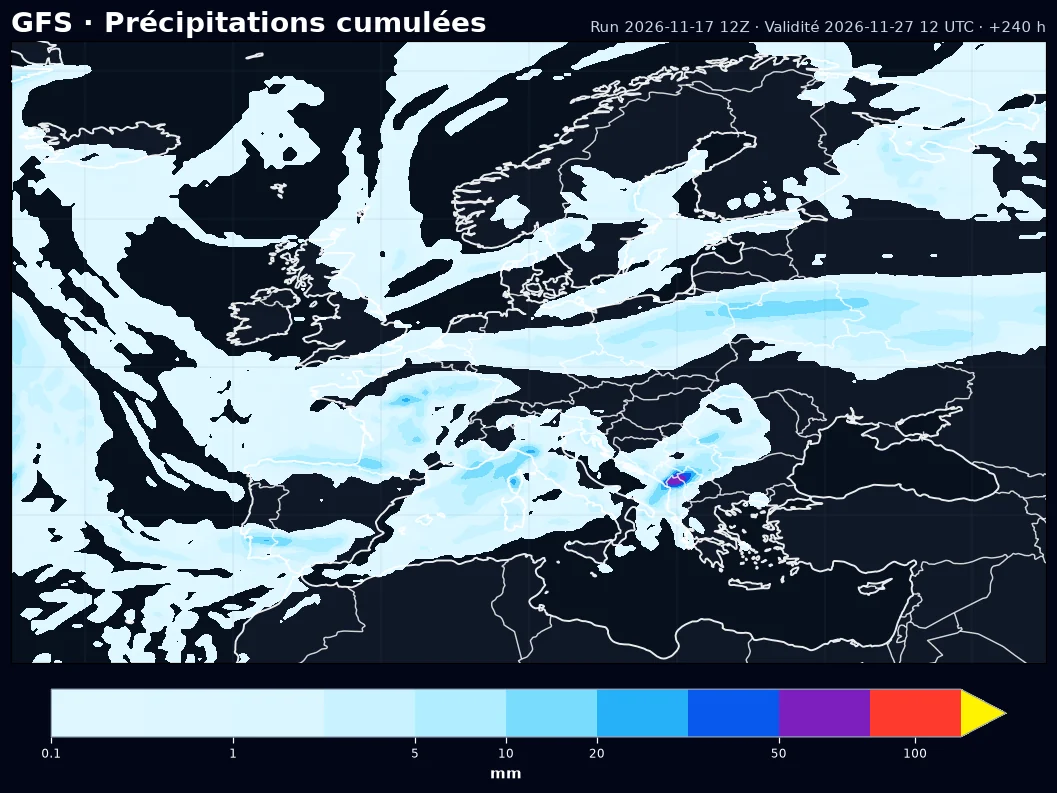 GFS · Précipitations cumulées
Run 2026-11-17 12Z · Validité 2026-11-27 12 UTC · +240 h
0.1 1 5 10 20 50 100
mm